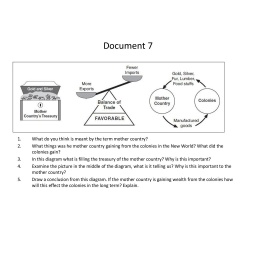 Document 7
Gold and Silver
Mother
Country's Treasury
More
Exports
Fewer
Imports
Balance of
Trade
FAVORABLE
Gold, Silver,
Fur, Lumber,
Food stuffs
Mother
Country
Colonies
Manufactured
goods
1. What do you think is meant by the term mother country?
2. What things was he mother country gaining from the colonies in the New World? What did the
colonies gain?
3. In this diagram what is filling the treasury of the mother country? Why is this important?
4. Examine the picture in the middle of the diagram, what is it telling us? Why is this important to the
mother country?
5. Draw a conclusion from this diagram. If the mother country is gaining wealth from the colonies how
will this effect the colonies in the long term? Explain.